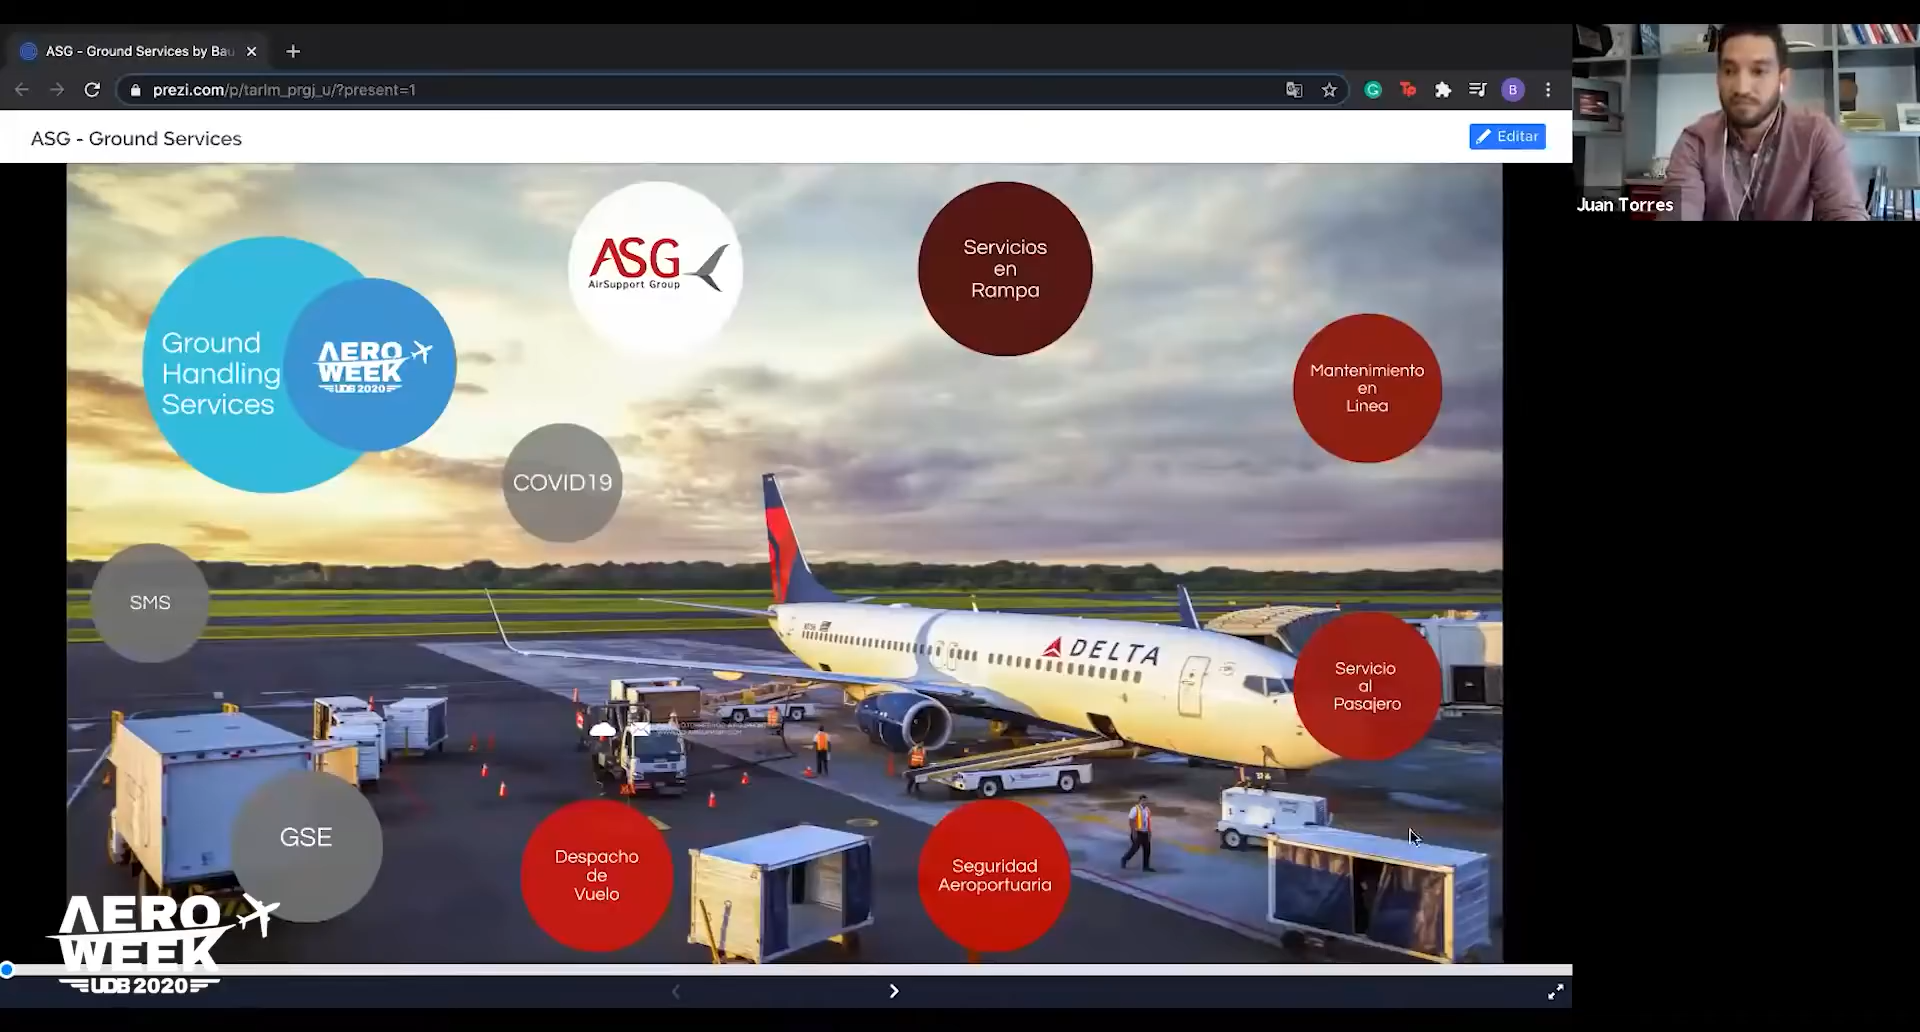 ASG - Ground Services by Bau
prezi.com/p/tarlm_prgj_u/?present=1
B
ASG - Ground Services
Editar
Juan Torres
ASG
AirSupport Group
Servicios
en
Rampa
Ground
Handling
Services
AERO
WEEK
UDB 2020
Mantenimiento
en
Linea
COVID19
SMS
DELTA
Servicio
al
Pasajero
GSE
Despacho
de
Vuelo
Seguridad
Aeroportuaria
AERO
WEEK
UDB 2020